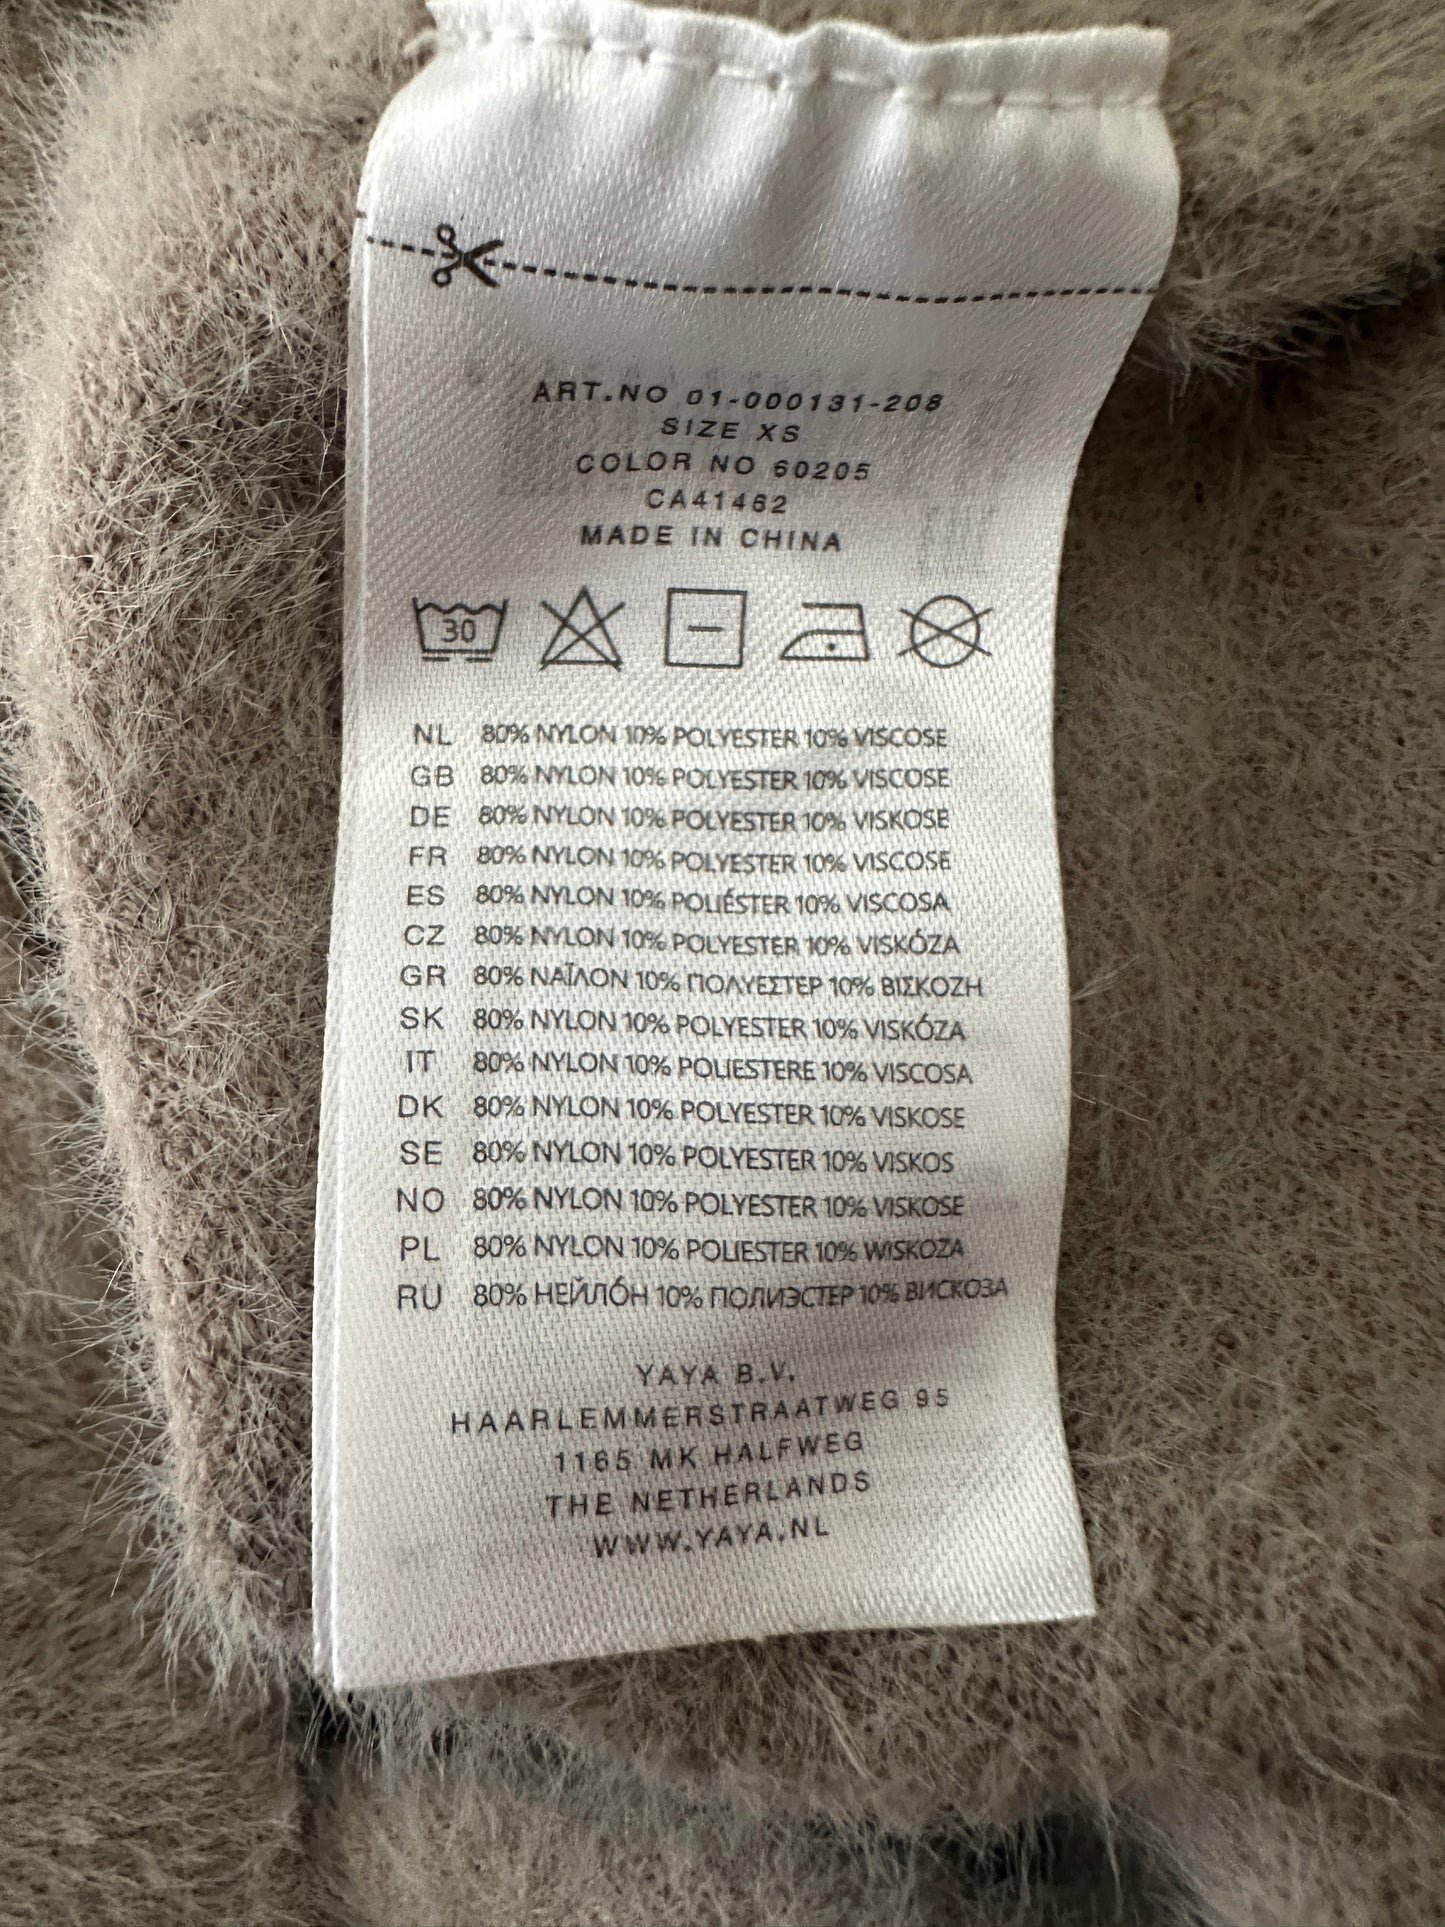 ART.NO 01-000131-208
SIZE XS
COLOR NO 60205
CA41462
MADE IN CHINA
30
NL 80% NYLON 10% POLYESTER 10% VISCOSE
GB 80% NYLON 10% POLYESTER 10% VISCOSE
DE 80% NYLON 10% POLYESTER 10% VISKOSE
FR 80% NYLON 10% POLYESTER 10% VISCOSE
ES 80% NYLON 10% POLIÉSTER 10% VISCOSA
CZ 80% NYLON 10% POLYESTER 10% VISKÓZA
GR 80% ΝΑΪΛΟΝ 10% ΠΟΛΥΕΣΤΕΡ 10% ΒΙΣΚΟΖΗ
SK 80% NYLON 10% POLYESTER 10% VISKÓZA
IT 80% NYLON 10% POLIESTERE 10% VISCOSA
DK 80% NYLON 10% POLYESTER 10% VISKOSE
SE 80% NYLON 10% POLYESTER 10% VISKOS
NO 80% NYLON 10% POLYESTER 10% VISKOSE
PL 80% NYLON 10% POLIESTER 10% WISKOZA
RU 80% НЕЙЛÓН 10% ПОЛИЭСТЕР 10% ВИСКОЗА
YAYA B.V.
HAARLEMMERSTRAATWEG 95
1165 MK HALFWEG
THE NETHERLANDS
WWW.YAYA.NL